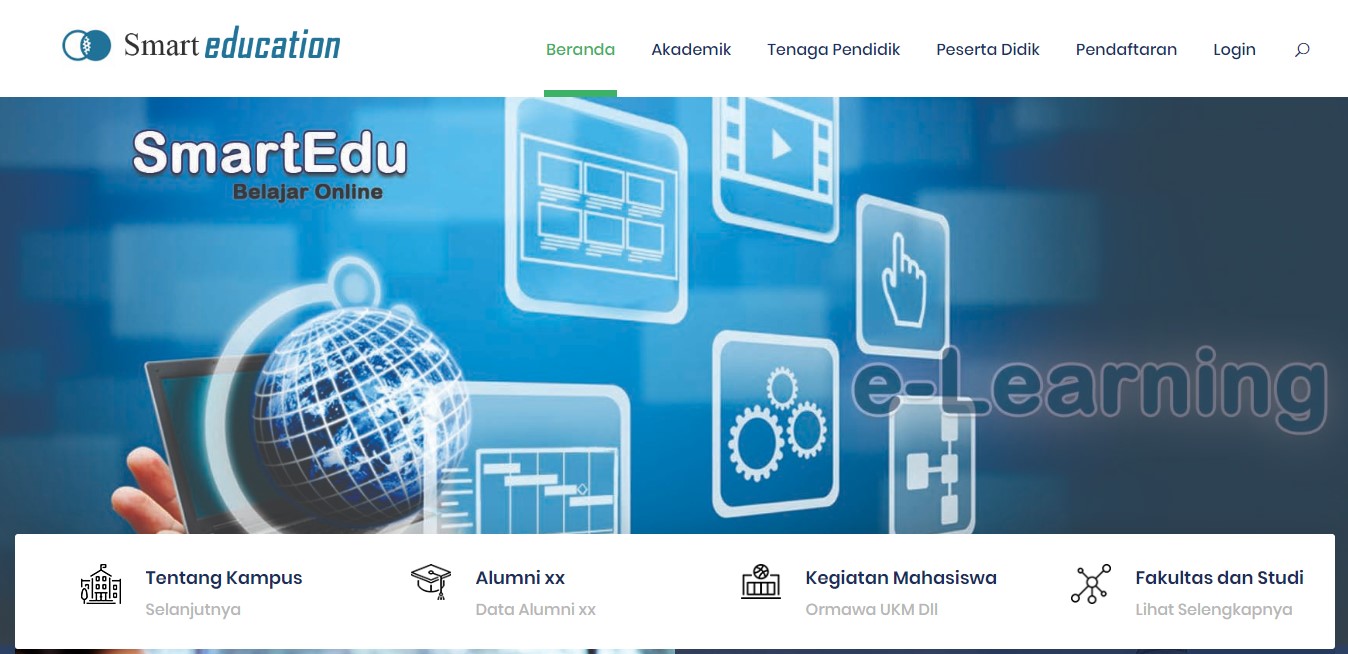 Smart education
Beranda Akademik Tenaga Pendidik Peserta Didik Pendaftaran Login
SmartEdu
Belajar Online
e-Learning
Tentang Kampus
Selanjutnya
Alumni xx
Data Alumni xx
Kegiatan Mahasiswa
Ormawa UKM Dll
Fakultas dan Studi
Lihat Selengkapnya